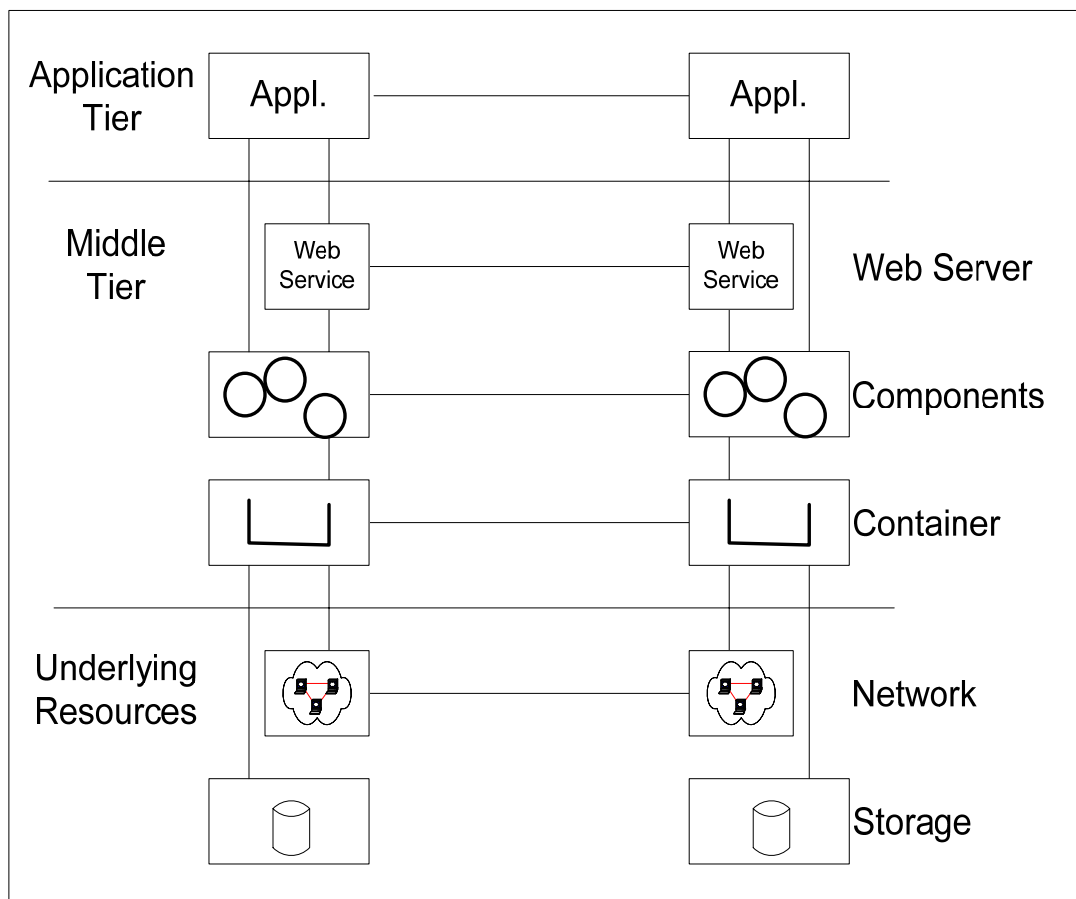 Application
Tier
Appl.
Appl.
Middle
Tier
Web
Service
Web
Service
Web Server
Components
Container
Underlying
Resources
Network
Storage